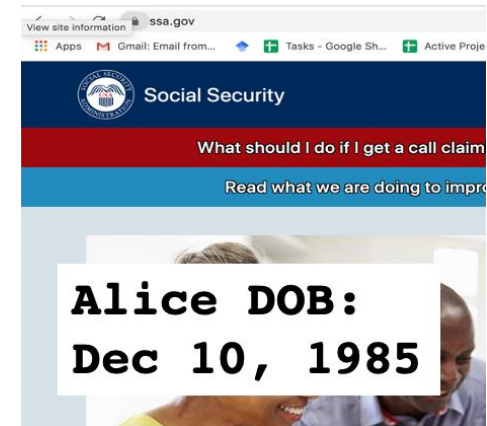 ssa.gov
View site information
Apps Gmail: Email from... Tasks - Google Sh... Active Proje
Social Security
What should I do if I get a call claim
Read what we are doing to impro
Alice DOB:
Dec 10, 1985